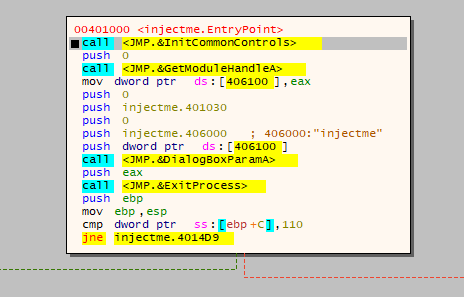 00401000 <injectme.EntryPoint>
call <JMP.&InitCommonControls>
push 0
call <JMP.&GetModuleHandleA>
mov dword ptr ds:[406100],eax
push 0
push injectme.401030
push 0
push injectme.406000 ; 406000:"injectme"
push dword ptr ds:[406100]
call <JMP.&DialogBoxParamA>
push eax
call <JMP.&ExitProcess>
push ebp
mov ebp,esp
cmp dword ptr ss:[ebp+C],110
jne injectme.4014D9